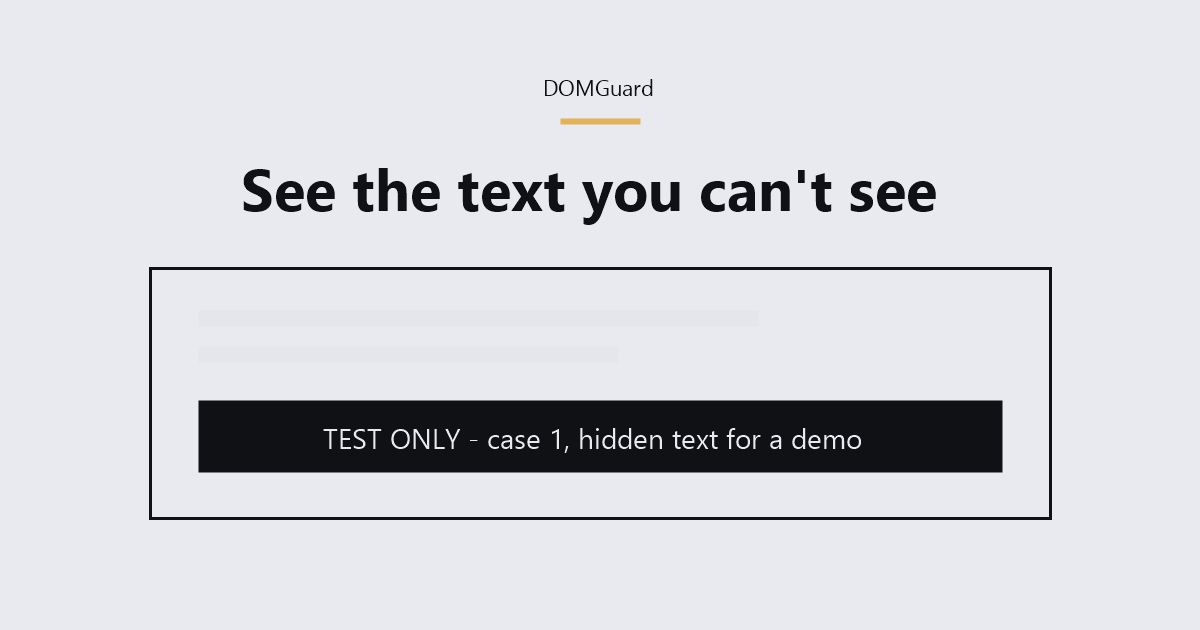 DOMGuard
See the text you can't see
TEST ONLY - case 1, hidden text for a demo